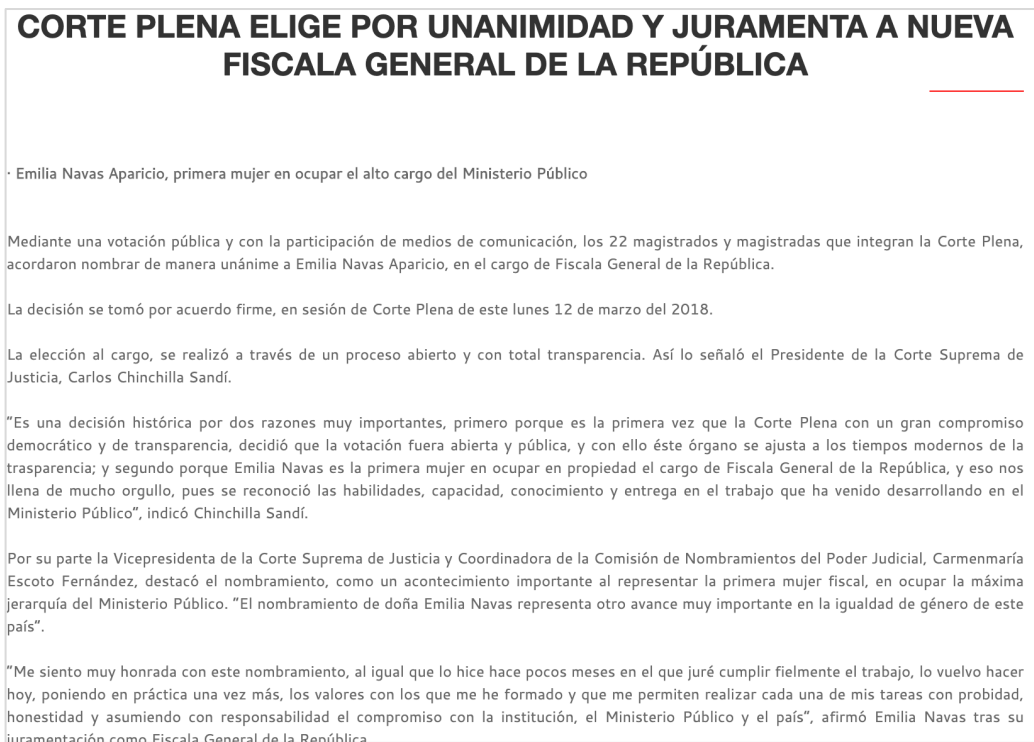 CORTE PLENA ELIGE POR UNANIMIDAD Y JURAMENTA A NUEVA
FISCALA GENERAL DE LA REPÚBLICA
· Emilia Navas Aparicio, primera mujer en ocupar el alto cargo del Ministerio Público
Mediante una votación pública y con la participación de medios de comunicación, los 22 magistrados y magistradas que integran la Corte Plena,
acordaron nombrar de manera unánime a Emilia Navas Aparicio, en el cargo de Fiscala General de la República.
La decisión se tomó por acuerdo firme, en sesión de Corte Plena de este lunes 12 de marzo del 2018.
La elección al cargo, se realizó a través de un proceso abierto y con total transparencia. Así lo señaló el Presidente de la Corte Suprema de
Justicia, Carlos Chinchilla Sandí.
"Es una decisión histórica por dos razones muy importantes, primero porque es la primera vez que la Corte Plena con un gran compromiso
democrático y de transparencia, decidió que la votación fuera abierta y pública, y con ello éste órgano se ajusta a los tiempos modernos de la
trasparencia; y segundo porque Emilia Navas es la primera mujer en ocupar en propiedad el cargo de Fiscala General de la República, y eso nos
llena de mucho orgullo, pues se reconoció las habilidades, capacidad, conocimiento y entrega en el trabajo que ha venido desarrollando en el
Ministerio Público", indicó Chinchilla Sandí.
Por su parte la Vicepresidenta de la Corte Suprema de Justicia y Coordinadora de la Comisión de Nombramientos del Poder Judicial, Carmenmaría
Escoto Fernández, destacó el nombramiento, como un acontecimiento importante al representar la primera mujer fiscal, en ocupar la máxima
jerarquía del Ministerio Público. "El nombramiento de doña Emilia Navas representa otro avance muy importante en la igualdad de género de este
país".
"Me siento muy honrada con este nombramiento, al igual que lo hice hace pocos meses en el que juré cumplir fielmente el trabajo, lo vuelvo hacer
hoy, poniendo en práctica una vez más, los valores con los que me he formado y que me permiten realizar cada una de mis tareas con probidad,
honestidad y asumiendo con responsabilidad el compromiso con la institución, el Ministerio Público y el país", afirmó Emilia Navas tras su
juramentación como Fiscala General de la República